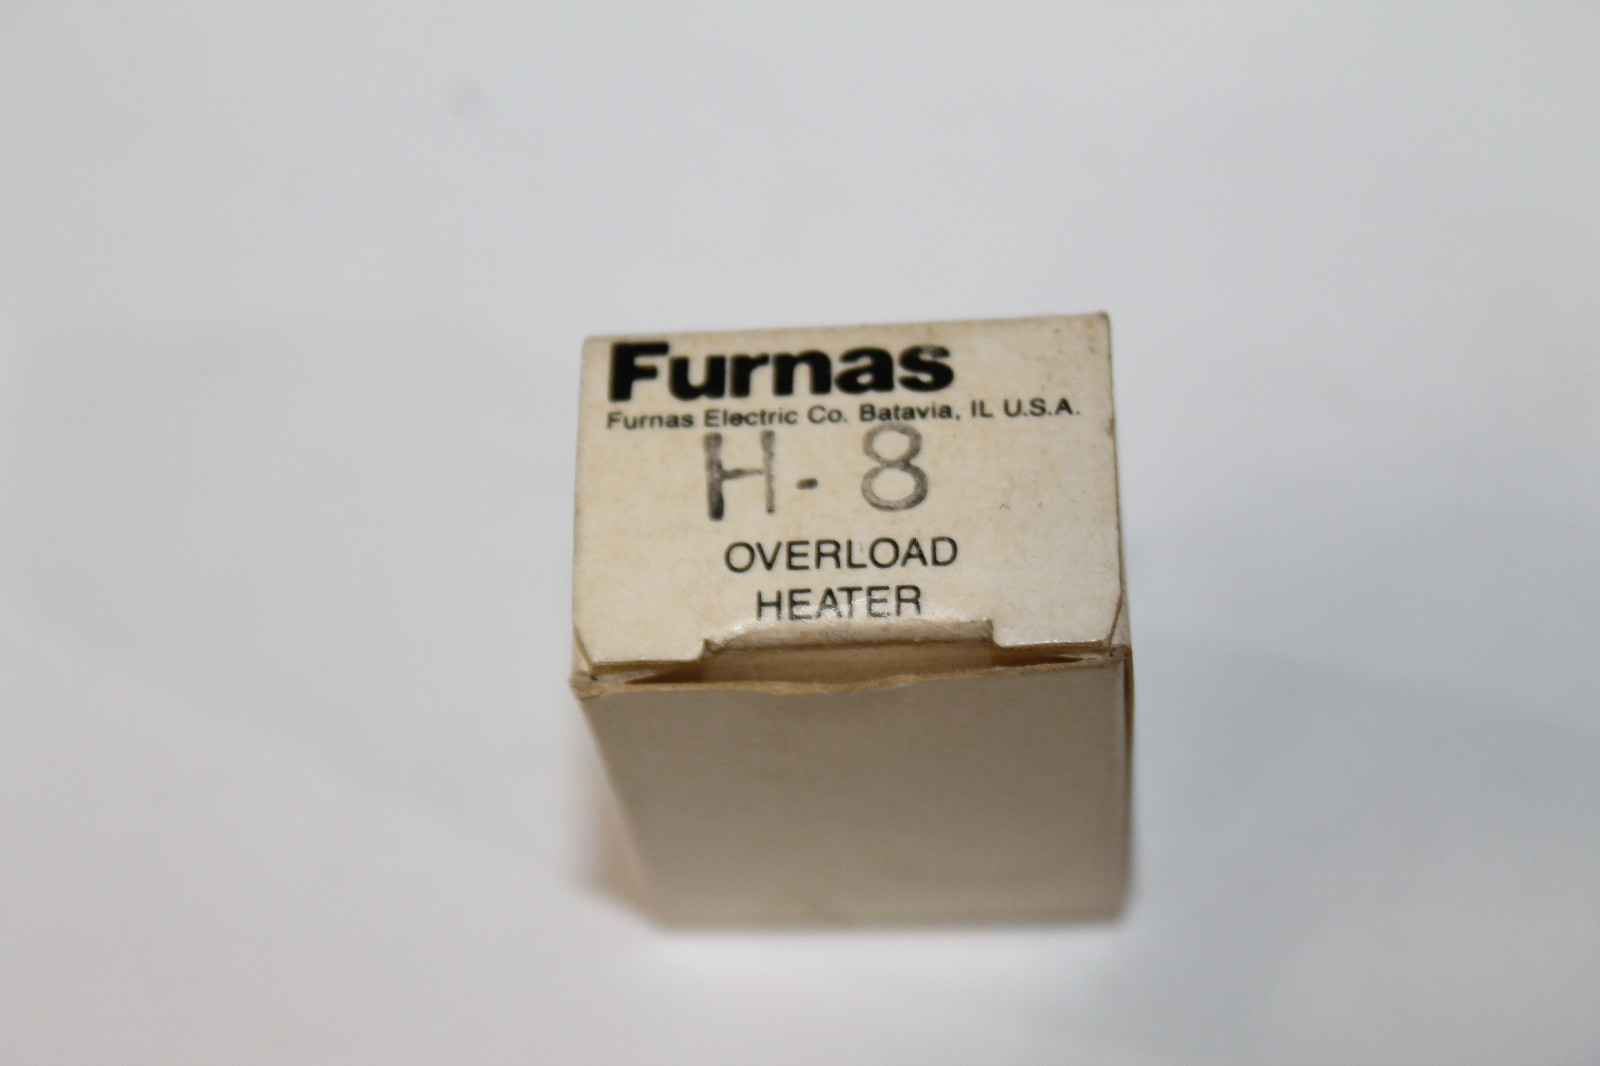 Furnas
Furnas Electric Co. Batavia, IL U.S.A.
H-8
OVERLOAD
HEATER